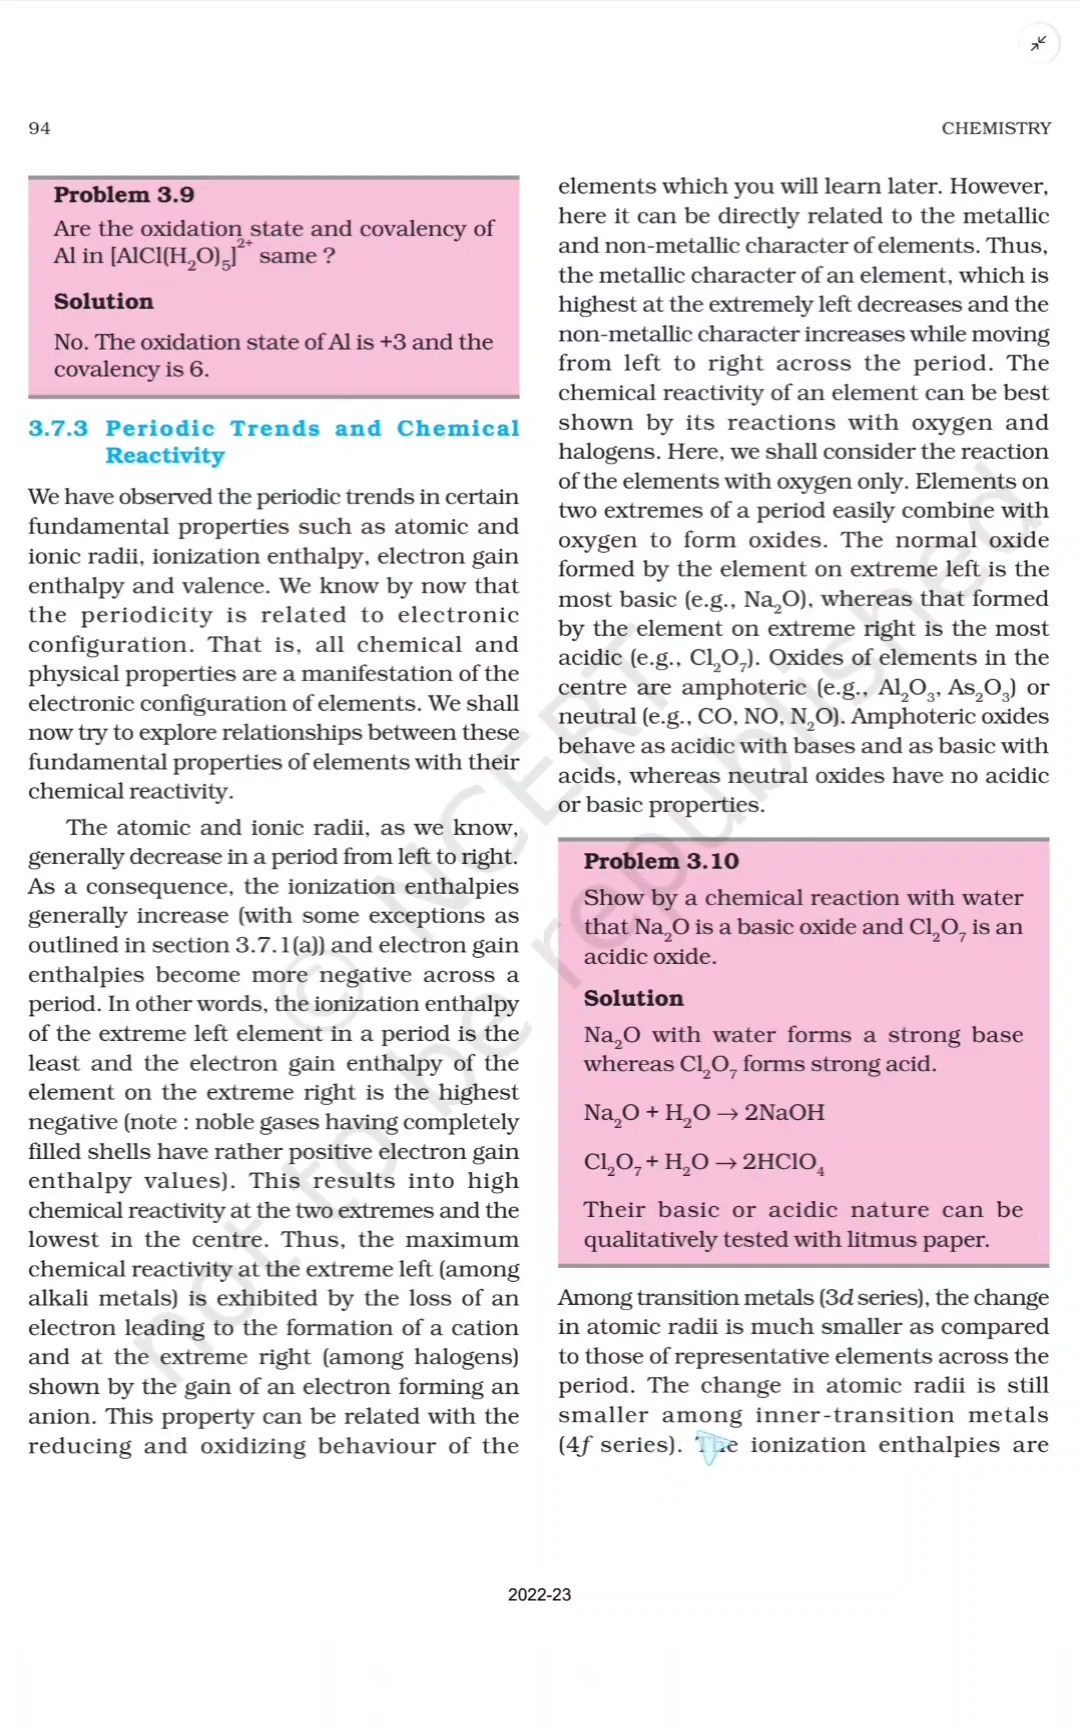 94
CHEMISTRY
Problem 3.9
Are the oxidation state and covalency of
Al in [AlCl(H₂O)₅]²⁺ same ?
Solution
No. The oxidation state of Al is +3 and the
covalency is 6.
3.7.3 Periodic Trends and Chemical
Reactivity
We have observed the periodic trends in certain
fundamental properties such as atomic and
ionic radii, ionization enthalpy, electron gain
enthalpy and valence. We know by now that
the periodicity is related to electronic
configuration. That is, all chemical and
physical properties are a manifestation of the
electronic configuration of elements. We shall
now try to explore relationships between these
fundamental properties of elements with their
chemical reactivity.
The atomic and ionic radii, as we know,
generally decrease in a period from left to right.
As a consequence, the ionization enthalpies
generally increase (with some exceptions as
outlined in section 3.7.1(a)) and electron gain
enthalpies become more negative across a
period. In other words, the ionization enthalpy
of the extreme left element in a period is the
least and the electron gain enthalpy of the
element on the extreme right is the highest
negative (note : noble gases having completely
filled shells have rather positive electron gain
enthalpy values). This results into high
chemical reactivity at the two extremes and the
lowest in the centre. Thus, the maximum
chemical reactivity at the extreme left (among
alkali metals) is exhibited by the loss of an
electron leading to the formation of a cation
and at the extreme right (among halogens)
shown by the gain of an electron forming an
anion. This property can be related with the
reducing and oxidizing behaviour of the
elements which you will learn later. However,
here it can be directly related to the metallic
and non-metallic character of elements. Thus,
the metallic character of an element, which is
highest at the extremely left decreases and the
non-metallic character increases while moving
from left to right across the period. The
chemical reactivity of an element can be best
shown by its reactions with oxygen and
halogens. Here, we shall consider the reaction
of the elements with oxygen only. Elements on
two extremes of a period easily combine with
oxygen to form oxides. The normal oxide
formed by the element on extreme left is the
most basic (e.g., Na₂O), whereas that formed
by the element on extreme right is the most
acidic (e.g., Cl₂O₇). Oxides of elements in the
centre are amphoteric (e.g., Al₂O₃, As₂O₃) or
neutral (e.g., CO, NO, N₂O). Amphoteric oxides
behave as acidic with bases and as basic with
acids, whereas neutral oxides have no acidic
or basic properties.
Problem 3.10
Show by a chemical reaction with water
that Na₂O is a basic oxide and Cl₂O₇ is an
acidic oxide.
Solution
Na₂O with water forms a strong base
whereas Cl₂O₇ forms strong acid.
Na₂O + H₂O → 2NaOH
Cl₂O₇ + H₂O → 2HClO₄
Their basic or acidic nature can be
qualitatively tested with litmus paper.
Among transition metals (3d series), the change
in atomic radii is much smaller as compared
to those of representative elements across the
period. The change in atomic radii is still
smaller among inner-transition metals
(4f series). The ionization enthalpies are
© NCERT
not to be republished
2022-23